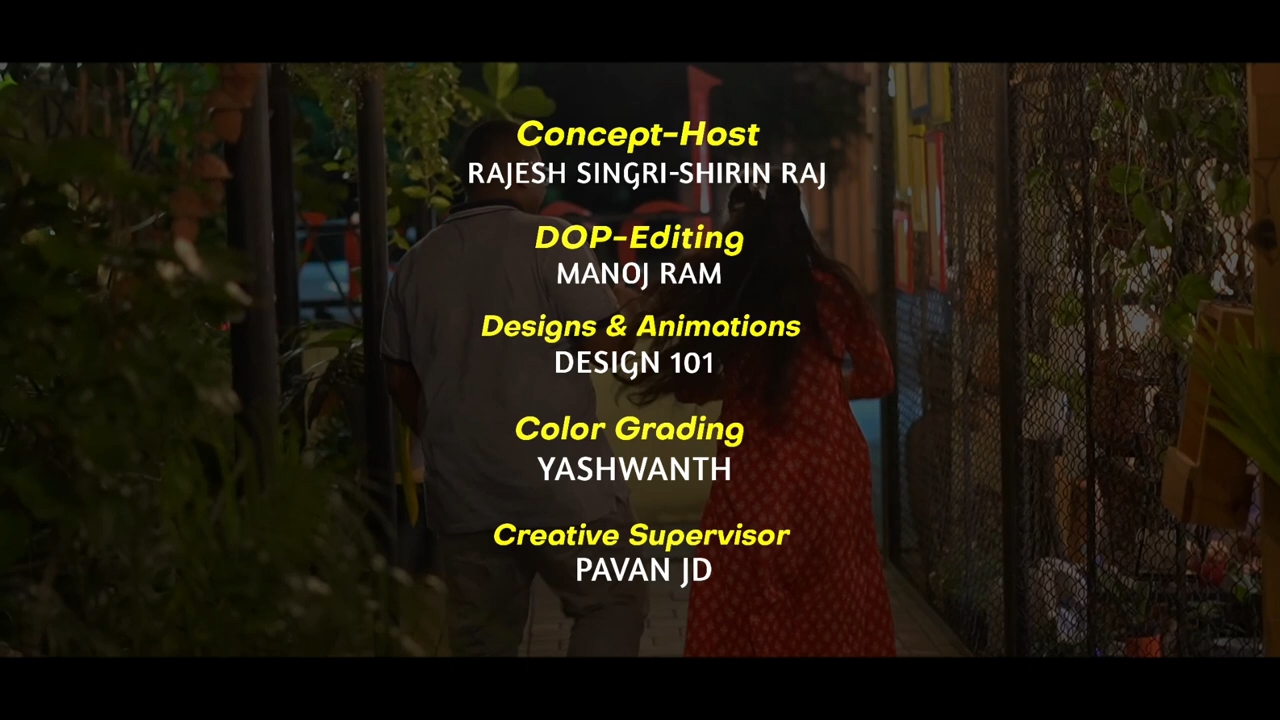 Concept-Host
RAJESH SINGRI-SHIRIN RAJ
DOP-Editing
MANOJ RAM
Designs & Animations
DESIGN 101
Color Grading
YASHWANTH
Creative Supervisor
PAVAN JD